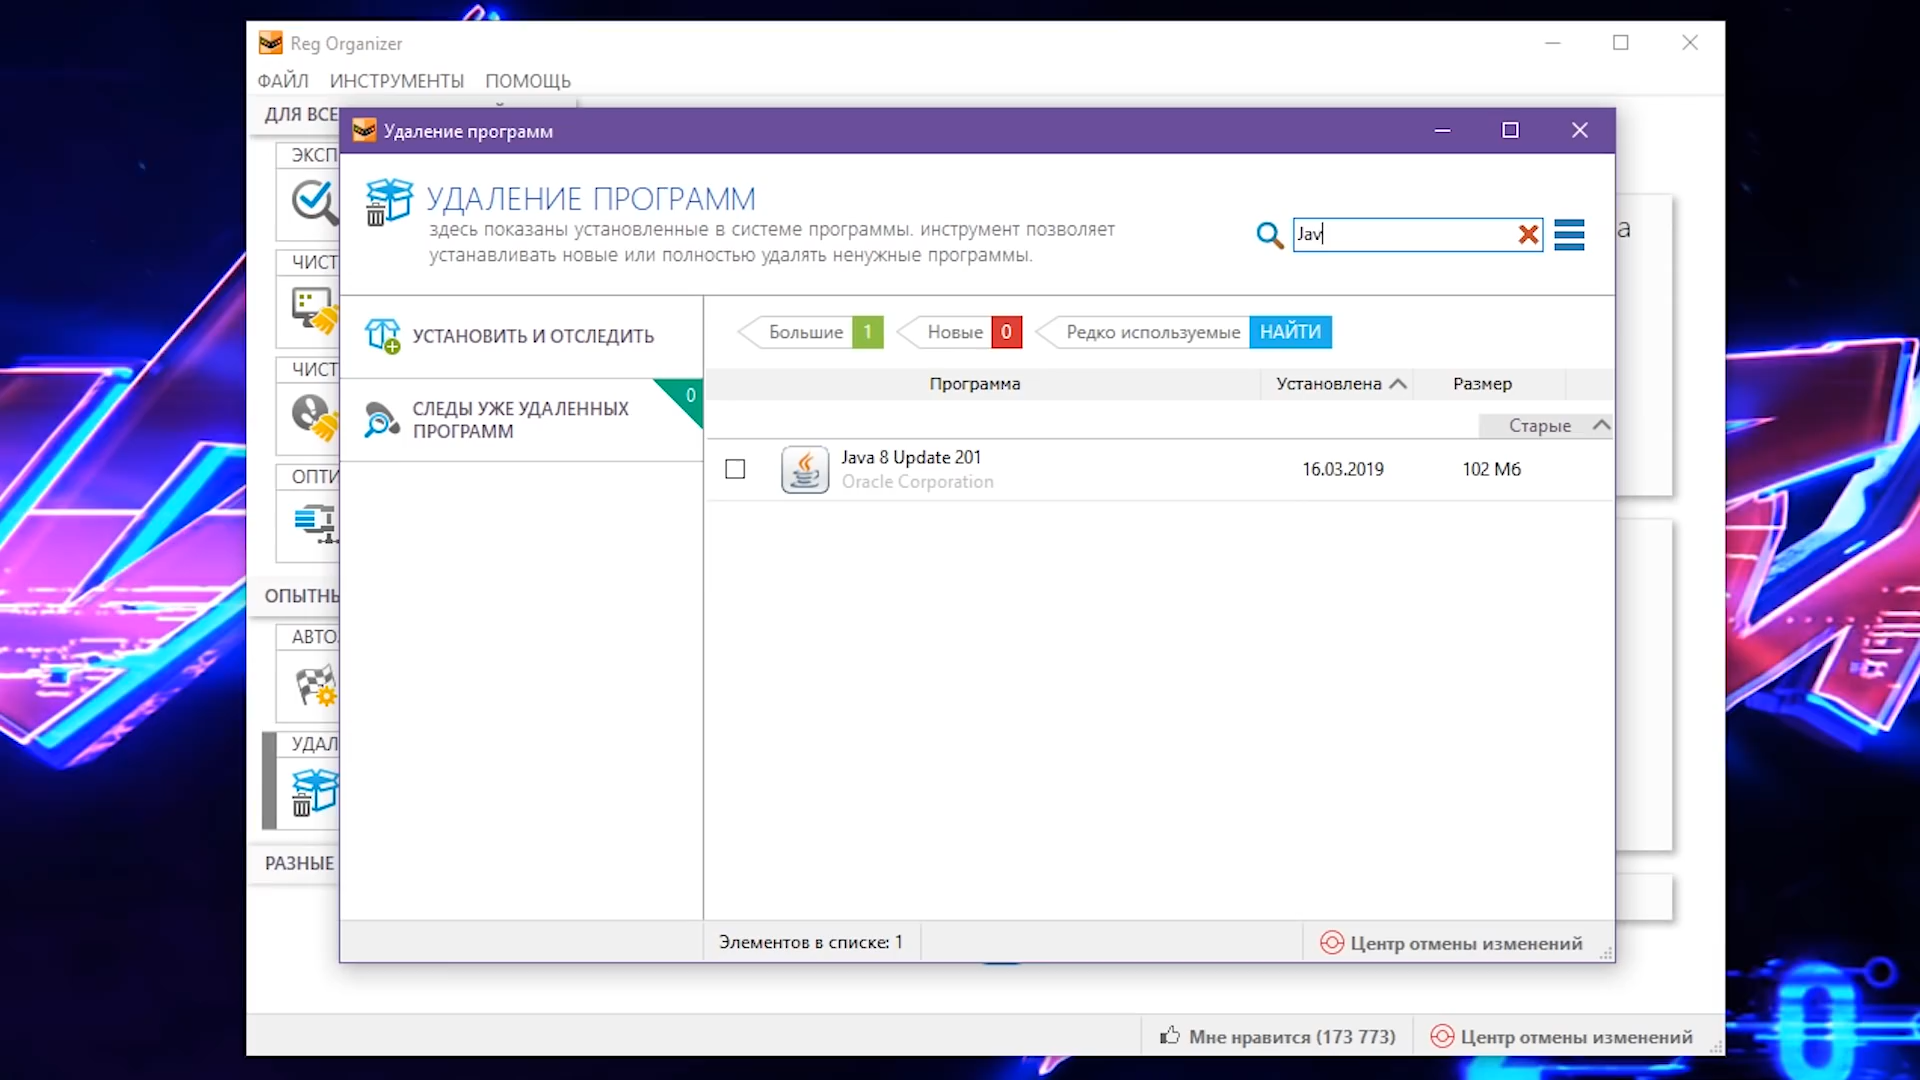 Reg Organizer
ФАЙЛ ИНСТРУМЕНТЫ ПОМОЩЬ
ДЛЯ ВСЕ
Удаление программ
УДАЛЕНИЕ ПРОГРАММ
здесь показаны установленные в системе программы. инструмент позволяет
устанавливать новые или полностью удалять ненужные программы.
Jav
а
ЭКСП
ЧИСТ
ЧИСТ
ОПТИ
ОПЫТНЬ
АВТО
УДАЛ
РАЗНЫЕ
УСТАНОВИТЬ И ОТСЛЕДИТЬ
СЛЕДЫ УЖЕ УДАЛЕННЫХ
ПРОГРАММ
0
Большие 1 Новые 0 Редко используемые НАЙТИ
Программа Установлена Размер
Старые
Java 8 Update 201
Oracle Corporation
16.03.2019 102 Мб
Элементов в списке: 1
Центр отмены изменений
Мне нравится (173 773)
Центр отмены изменений